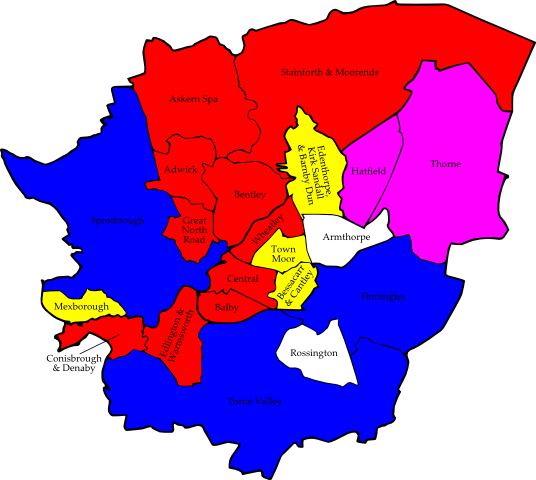 Stainforth & Moorends
Askern Spa
Edenthorpe,
Kirk Sandall
& Barnby Dun
Thorne
Adwick
Hatfield
Bentley
Sprotbrough
Great
North
Road
Wheatley
Armthorpe
Town
Moor
Central
Bessacarr
& Cantley
Finningley
Mexborough
Balby
Edlington &
Warmsworth
Conisbrough
& Denaby
Rossington
Torne Valley